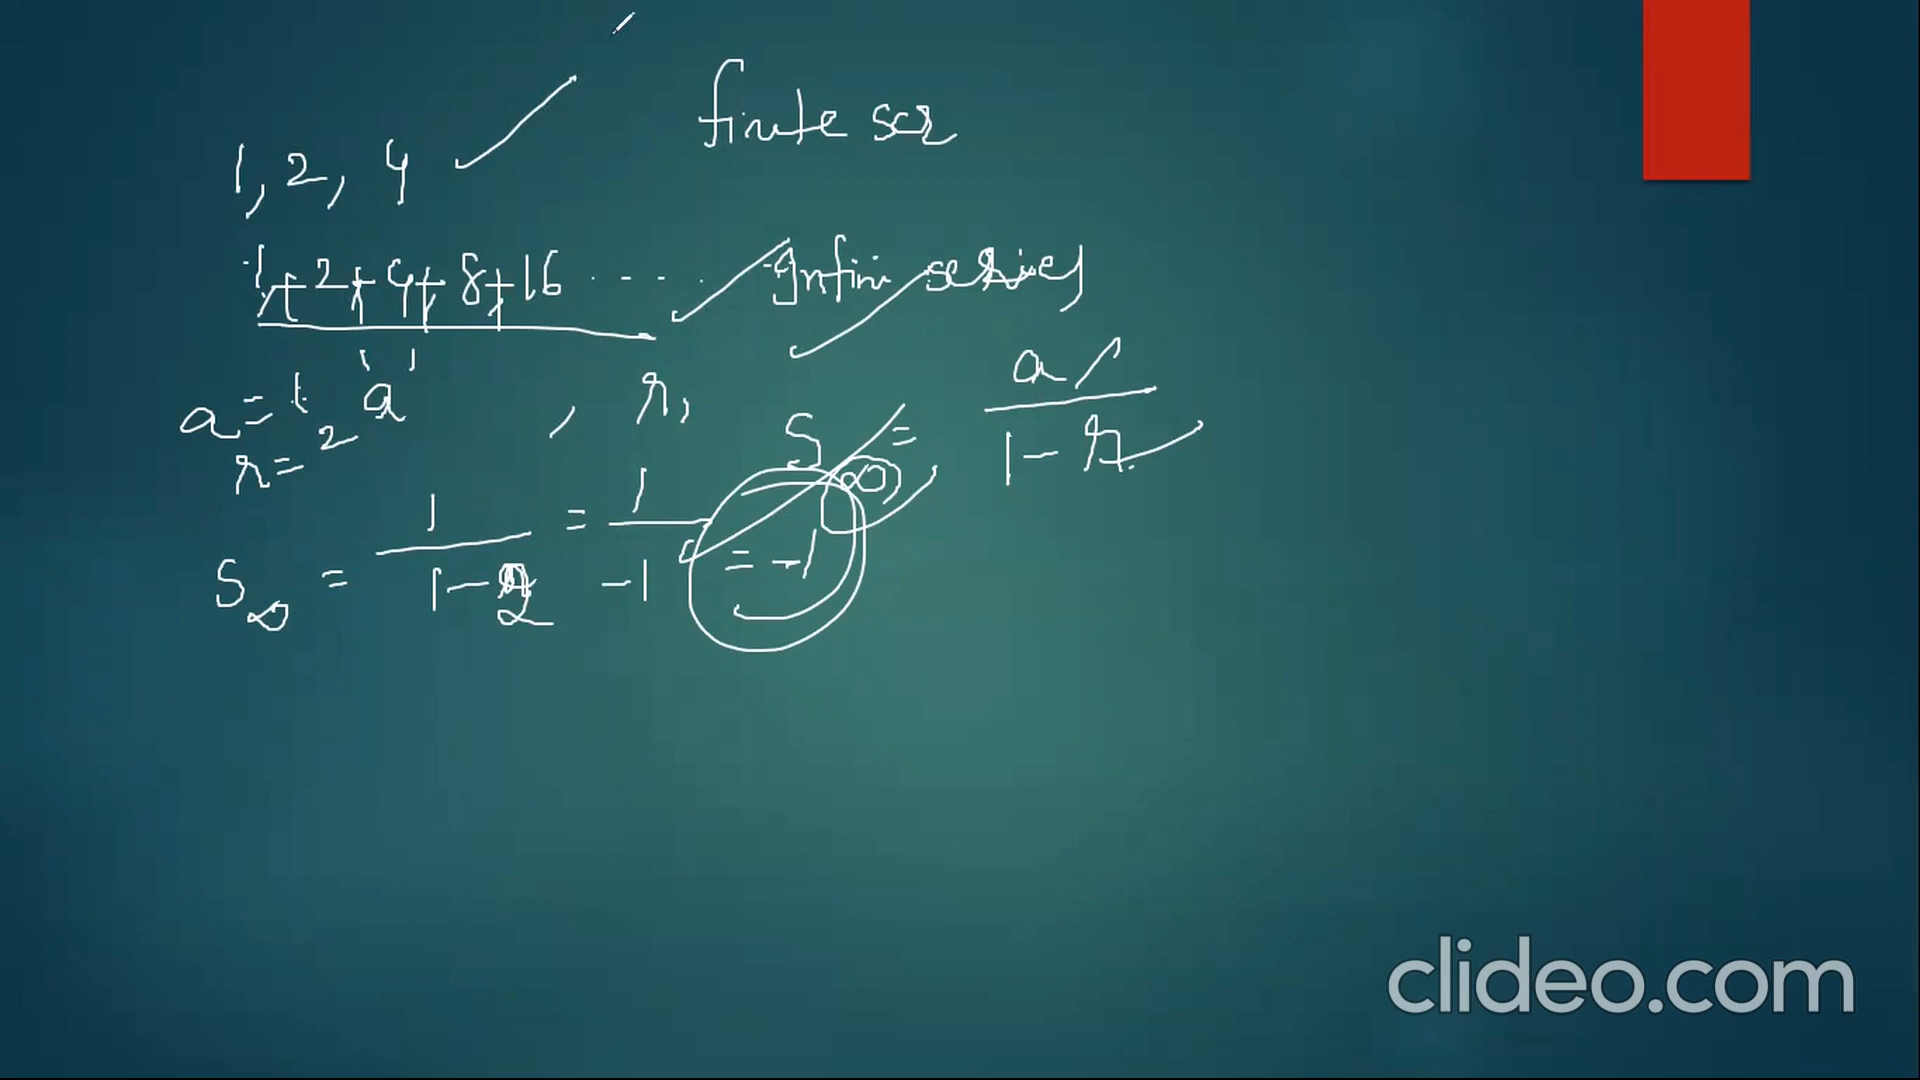 finite ser
1, 2, 4
1+2+4+8+16 ..... Infini series
a=1 'a' , r,
r=2
S∞ = a/1-r
S∞ = 1/1-2 = 1/-1 = -1
clideo.com